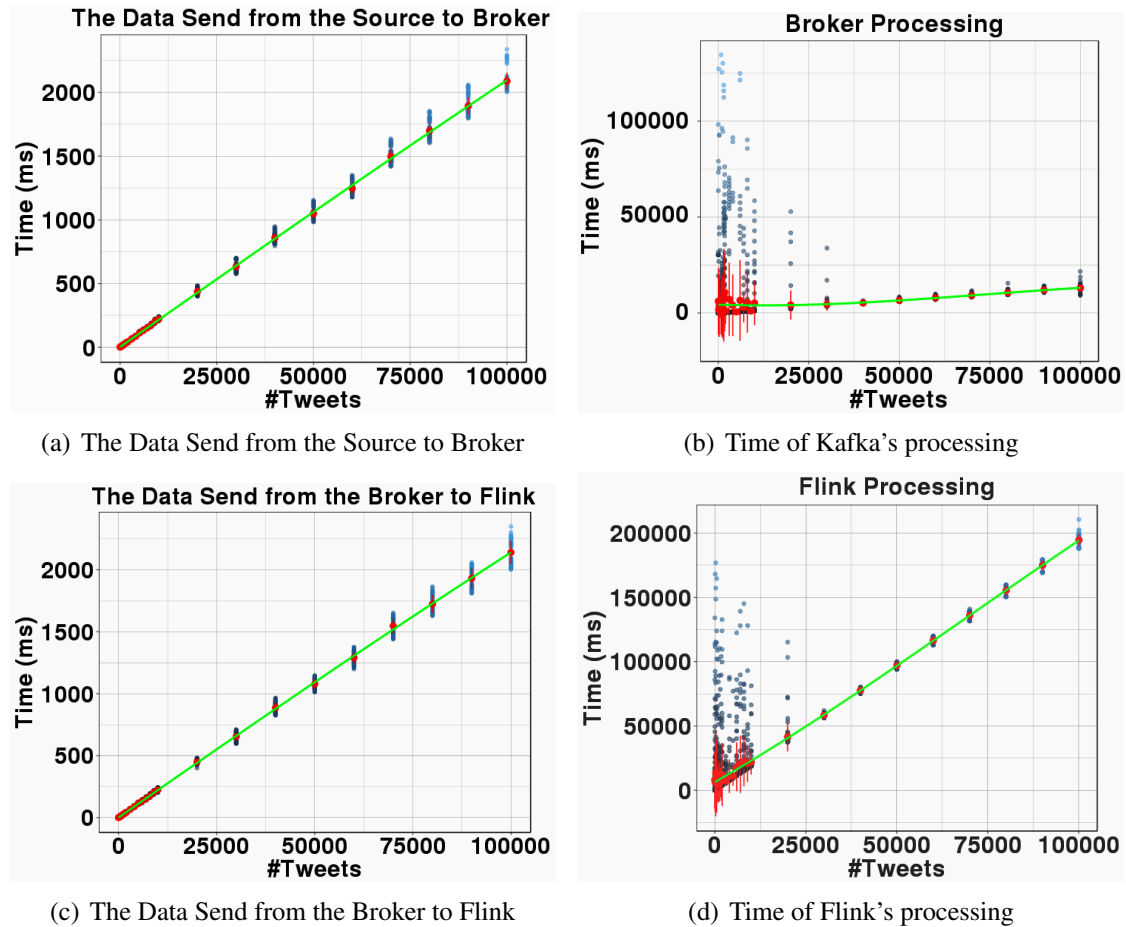 The Data Send from the Source to Broker
Time (ms)
2000
1500
1000
500
0
0 25000 50000 75000 100000
#Tweets
(a) The Data Send from the Source to Broker
Broker Processing
Time (ms)
100000
50000
0
0 25000 50000 75000 100000
#Tweets
(b) Time of Kafka's processing
The Data Send from the Broker to Flink
Time (ms)
2000
1500
1000
500
0
0 25000 50000 75000 100000
#Tweets
(c) The Data Send from the Broker to Flink
Flink Processing
Time (ms)
200000
150000
100000
50000
0
0 25000 50000 75000 100000
#Tweets
(d) Time of Flink's processing